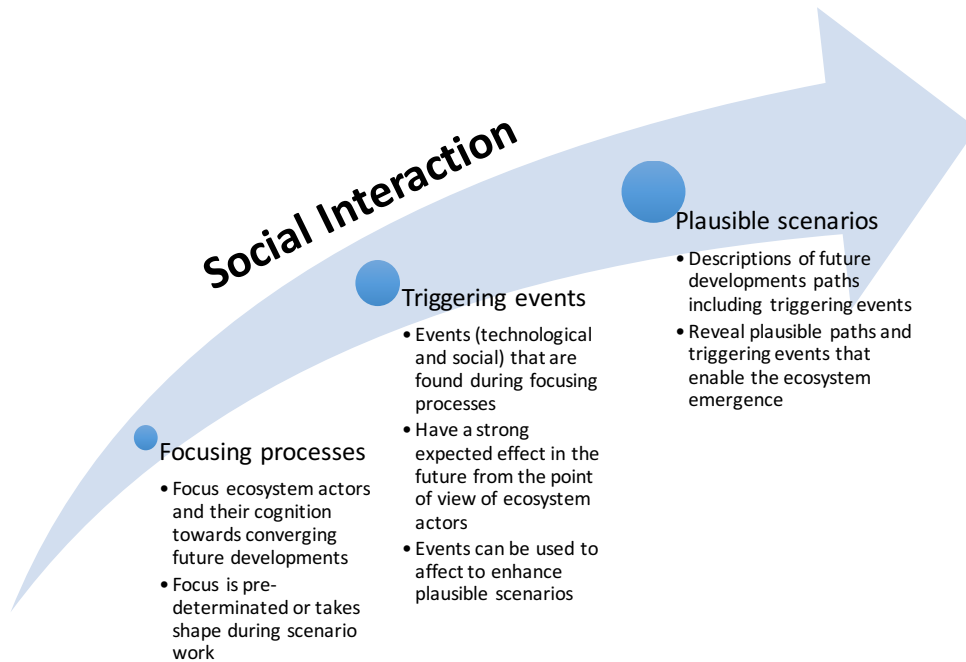 Social Interaction
Focusing processes
• Focus ecosystem actors
and their cognition
towards converging
future developments
• Focus is pre-
determinated or takes
shape during scenario
work
Triggering events
• Events (technological
and social) that are
found during focusing
processes
• Have a strong
expected effect in the
future from the point
of view of ecosystem
actors
• Events can be used to
affect to enhance
plausible scenarios
Plausible scenarios
• Descriptions of future
developments paths
including triggering events
• Reveal plausible paths and
triggering events that
enable the ecosystem
emergence